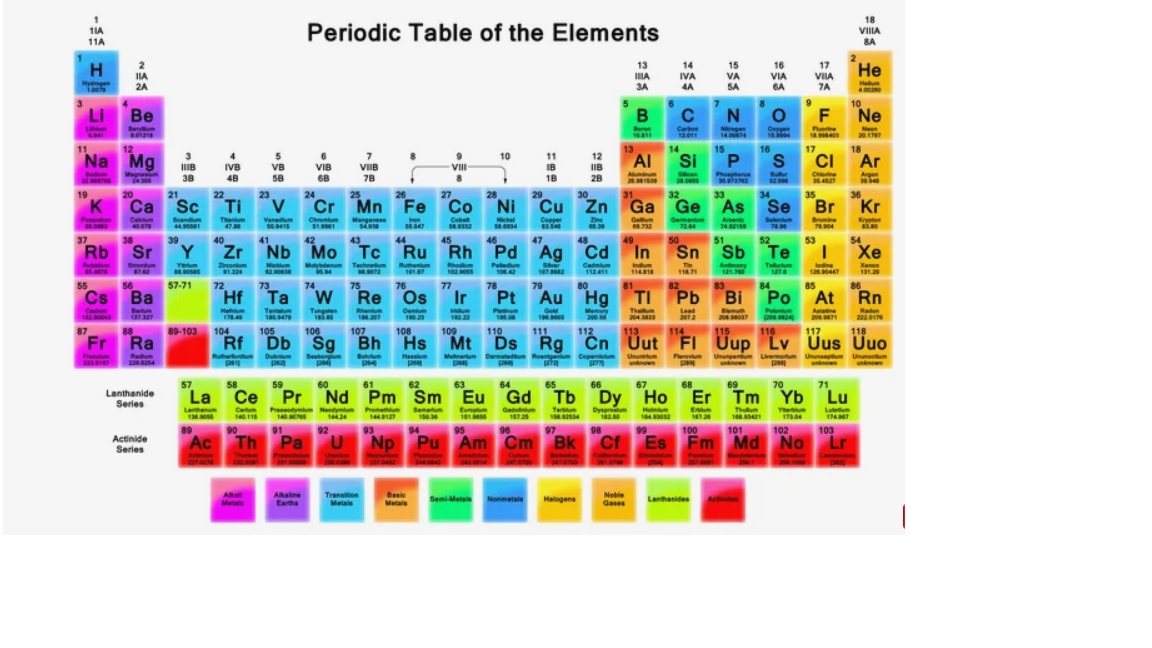 Periodic Table of the Elements
1 18
1IA VIIIA
11A 8A
1 2
H He
Hydrogen Helium
1.0079 4.00260
2 13 14 15 16 17
IIA IIIA IVA VA VIA VIIA
2A 3A 4A 5A 6A 7A
3 4 5 6 7 8 9 10
Li Be B C N O F Ne
Lithium Beryllium Boron Carbon Nitrogen Oxygen Fluorine Neon
6.941 9.01218 10.811 12.011 14.00674 15.9994 18.998403 20.1797
11 12 13 14 15 16 17 18
Na Mg Al Si P S Cl Ar
Sodium Magnesium Aluminum Silicon Phosphorus Sulfur Chlorine Argon
24.305 26.981539 28.0855 30.973762 32.066 35.4527 39.948
3 4 5 6 7 8 9 10 11 12
IIIB IVB VB VIB VIIB VIII IB IIB
3B 4B 5B 6B 7B 8 1B 2B
19 20 21 22 23 24 25 26 27 28 29 30 31 32 33 34 35 36
K Ca Sc Ti V Cr Mn Fe Co Ni Cu Zn Ga Ge As Se Br Kr
Potassium Calcium Scandium Titanium Vanadium Chromium Manganese Iron Cobalt Nickel Copper Zinc Gallium Germanium Arsenic Selenium Bromine Krypton
39.0983 40.078 44.95591 47.88 50.9415 51.9961 54.938 55.847 58.9332 58.6934 63.546 65.39 69.732 72.64 74.92159 78.96 79.904 83.80
37 38 39 40 41 42 43 44 45 46 47 48 49 50 51 52 53 54
Rb Sr Y Zr Nb Mo Tc Ru Rh Pd Ag Cd In Sn Sb Te I Xe
Rubidium Strontium Yttrium Zirconium Niobium Molybdenum Technetium Ruthenium Rhodium Palladium Silver Cadmium Indium Tin Antimony Tellurium Iodine Xenon
85.4678 87.62 88.90585 91.224 92.90638 95.94 98.9072 101.07 102.9055 106.42 107.8682 112.411 114.818 118.71 121.760 127.6 126.90447 131.29
55 56 57-71 72 73 74 75 76 77 78 79 80 81 82 83 84 85 86
Cs Ba Hf Ta W Re Os Ir Pt Au Hg Tl Pb Bi Po At Rn
Cesium Barium Hafnium Tantalum Tungsten Rhenium Osmium Iridium Platinum Gold Mercury Thallium Lead Bismuth Polonium Astatine Radon
132.90543 137.327 178.49 180.9479 183.85 186.207 190.23 192.22 195.08 196.9665 200.59 204.3833 207.2 208.98037 [208.9824] 209.9871 222.0176
87 88 89-103 104 105 106 107 108 109 110 111 112 113 114 115 116 117 118
Fr Ra Rf Db Sg Bh Hs Mt Ds Rg Cn Uut Fl Uup Lv Uus Uuo
Francium Radium Rutherfordium Dubnium Seaborgium Bohrium Hassium Meitnerium Darmstadtium Roentgenium Copernicium Ununtrium Flerovium Ununpentium Livermorium Ununseptium Ununoctium
223.0197 226.0254 [261] [262] [266] [264] [269] [268] [269] [272] [277] unknown [289] unknown [298] unknown unknown
Lanthanide
Series
57 58 59 60 61 62 63 64 65 66 67 68 69 70 71
La Ce Pr Nd Pm Sm Eu Gd Tb Dy Ho Er Tm Yb Lu
Lanthanum Cerium Praseodymium Neodymium Promethium Samarium Europium Gadolinium Terbium Dysprosium Holmium Erbium Thulium Ytterbium Lutetium
138.9055 140.115 140.90765 144.24 144.9127 150.36 151.9655 157.25 158.92534 162.50 164.93032 167.26 168.93421 173.04 174.967
Actinide
Series
89 90 91 92 93 94 95 96 97 98 99 100 101 102 103
Ac Th Pa U Np Pu Am Cm Bk Cf Es Fm Md No Lr
Actinium Thorium Protactinium Uranium Neptunium Plutonium Americium Curium Berkelium Californium Einsteinium Fermium Mendelevium Nobelium Lawrencium
Alkali Metals
Alkaline Earths
Transition Metals
Basic Metals
Semi-Metals
Nonmetals
Halogens
Noble Gases
Lanthanides
Actinides